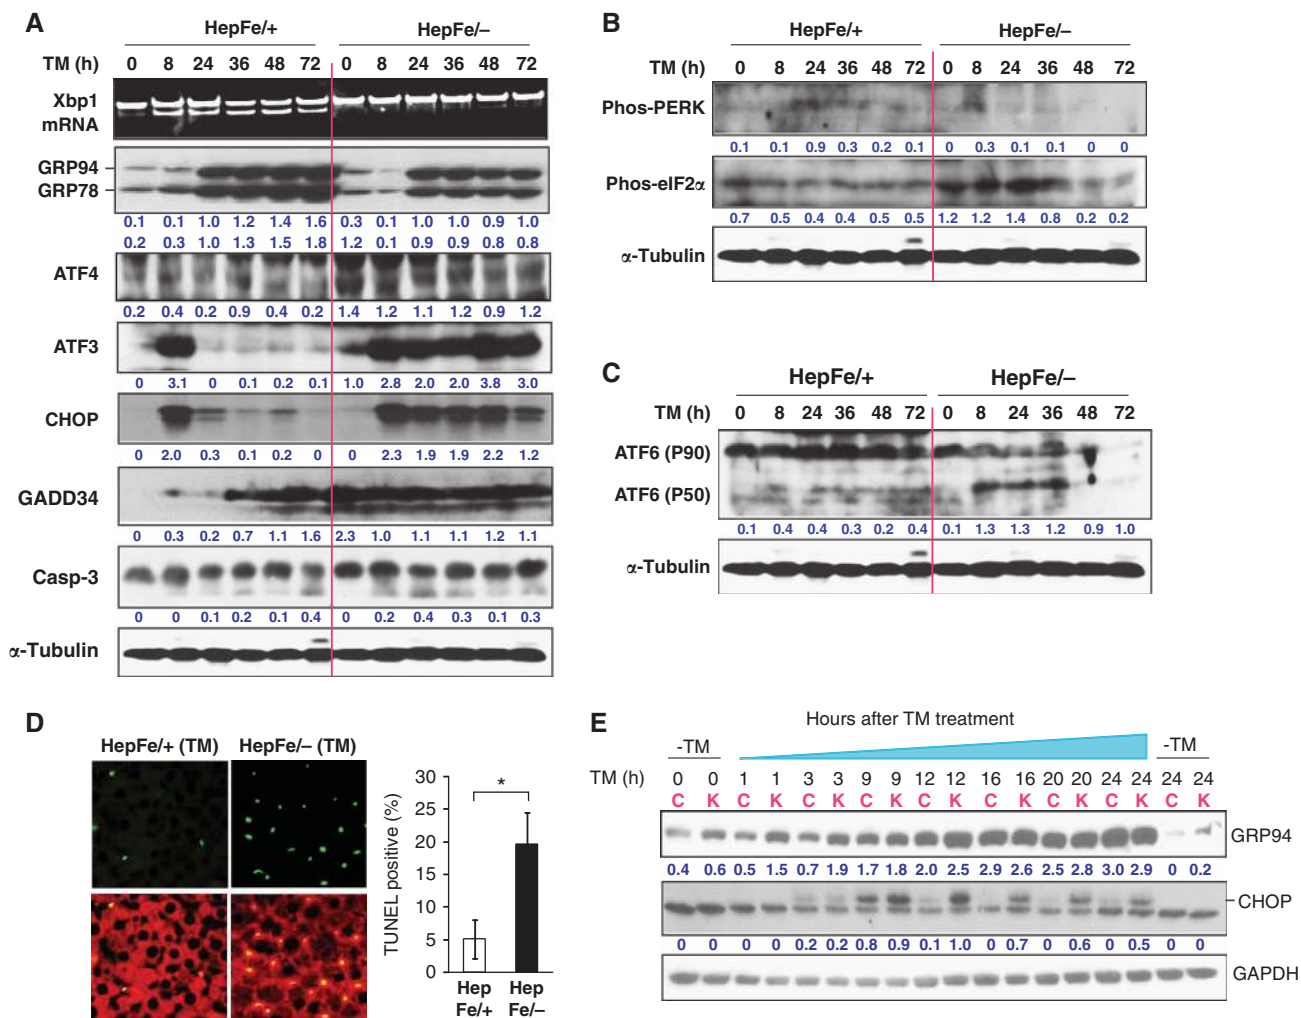 A
HepFe/+ HepFe/–
TM (h) 0 8 24 36 48 72 0 8 24 36 48 72
Xbp1
mRNA
GRP94
GRP78
0.1 0.1 1.0 1.2 1.4 1.6 0.3 0.1 1.0 1.0 0.9 1.0
0.2 0.3 1.0 1.3 1.5 1.8 1.2 0.1 0.9 0.9 0.8 0.8
ATF4
0.2 0.4 0.2 0.9 0.4 0.2 1.4 1.2 1.1 1.2 0.9 1.2
ATF3
0 3.1 0 0.1 0.2 0.1 1.0 2.8 2.0 2.0 3.8 3.0
CHOP
0 2.0 0.3 0.1 0.2 0 0 2.3 1.9 1.9 2.2 1.2
GADD34
0 0.3 0.2 0.7 1.1 1.6 2.3 1.0 1.1 1.1 1.2 1.1
Casp-3
0 0 0.1 0.2 0.1 0.4 0 0.2 0.4 0.3 0.1 0.3
α-Tubulin
B
HepFe/+ HepFe/–
TM (h) 0 8 24 36 48 72 0 8 24 36 48 72
Phos-PERK
0.1 0.1 0.9 0.3 0.2 0.1 0 0.3 0.1 0.1 0 0
Phos-eIF2α
0.7 0.5 0.4 0.4 0.5 0.5 1.2 1.2 1.4 0.8 0.2 0.2
α-Tubulin
C
HepFe/+ HepFe/–
TM (h) 0 8 24 36 48 72 0 8 24 36 48 72
ATF6 (P90)
ATF6 (P50)
0.1 0.4 0.4 0.3 0.2 0.4 0.1 1.3 1.3 1.2 0.9 1.0
α-Tubulin
D
HepFe/+ (TM) HepFe/– (TM)
TUNEL positive (%)
30
25
20
15
10
5
0
*
Hep Hep
Fe/+ Fe/–
E
Hours after TM treatment
-TM -TM
TM (h) 0 0 1 1 3 3 9 9 12 12 16 16 20 20 24 24 24 24
C K C K C K C K C K C K C K C K C K
GRP94
0.4 0.6 0.5 1.5 0.7 1.9 1.7 1.8 2.0 2.5 2.9 2.6 2.5 2.8 3.0 2.9 0 0.2
CHOP
0 0 0 0 0.2 0.2 0.8 0.9 0.1 1.0 0 0.7 0 0.6 0 0.5 0 0
GAPDH